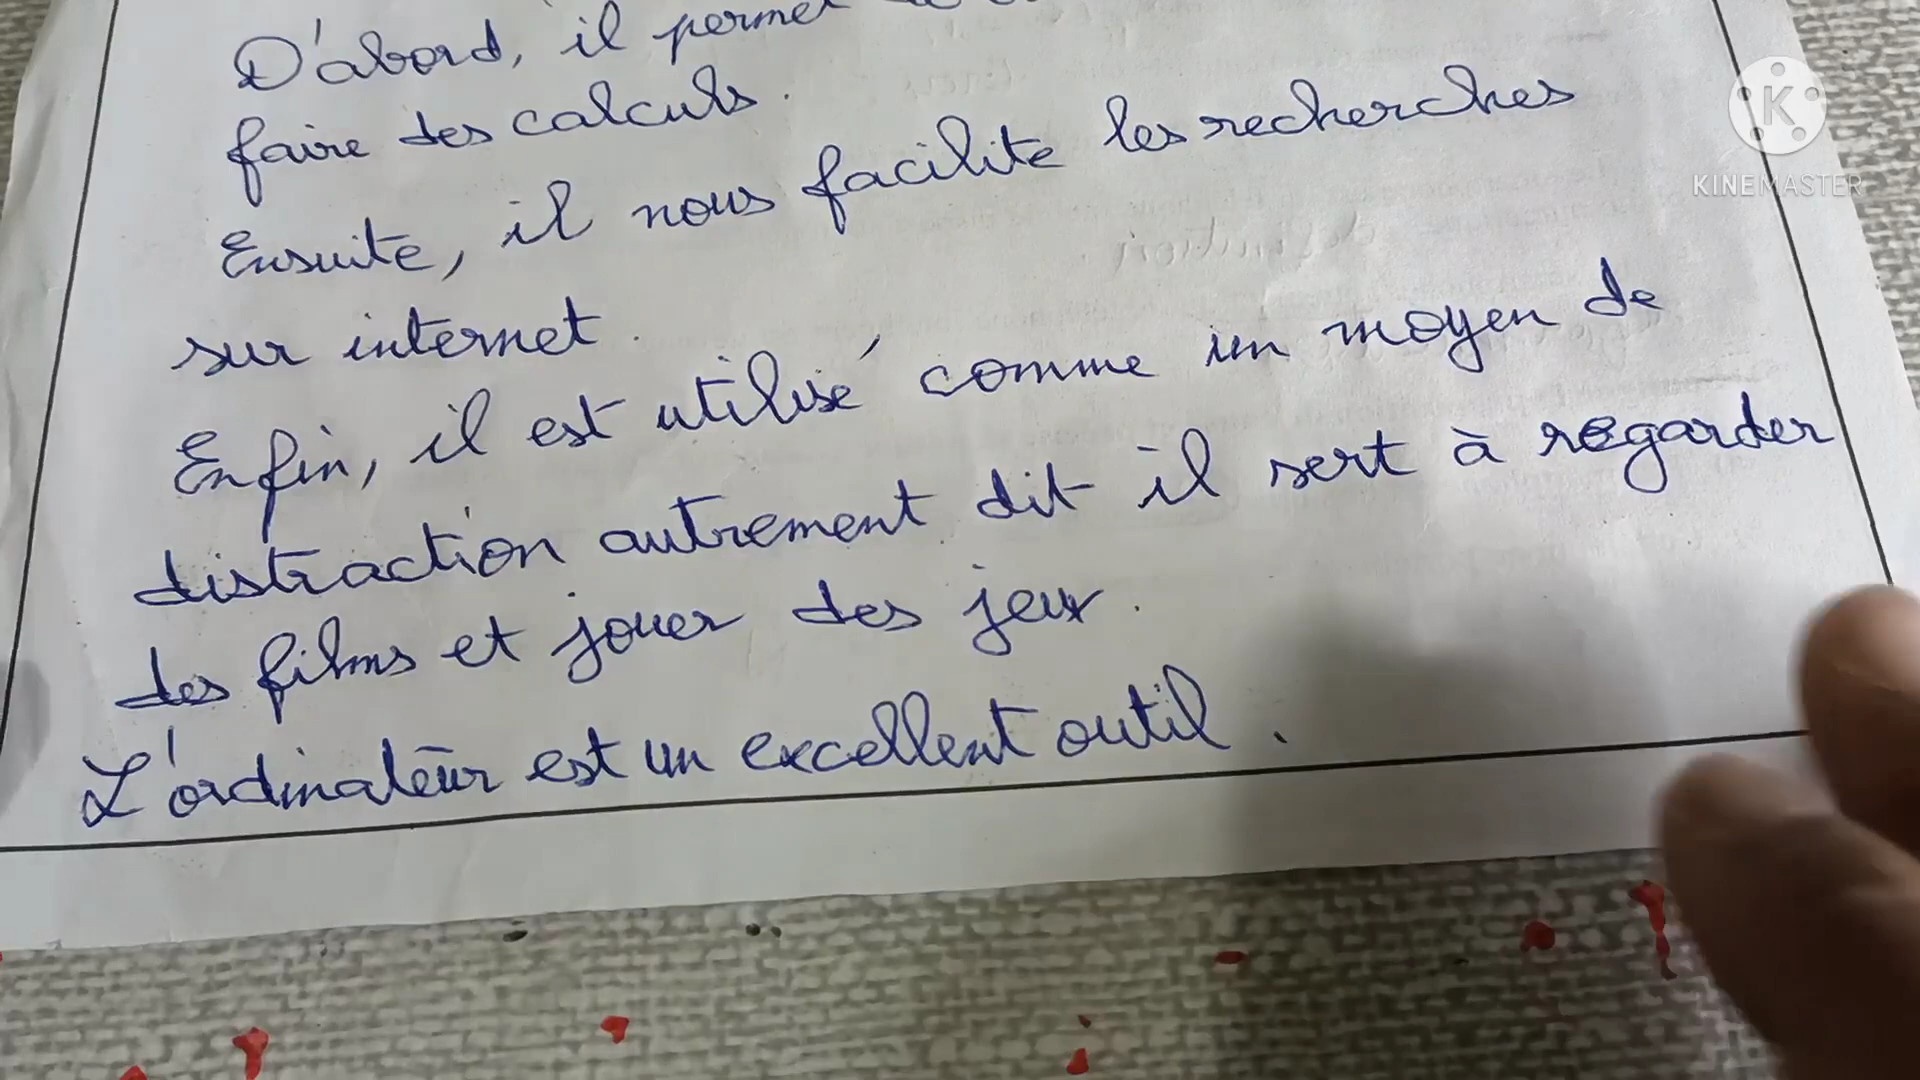 D'abord, il permet
faire des calculs.
Ensuite, il nous facilite les recherches
sur internet.
Enfin, il est utilisé comme un moyen de
distraction autrement dit il sert à regarder
des films et jouer des jeux.
L'ordinateur est un excellent outil.
K
KINEMASTER